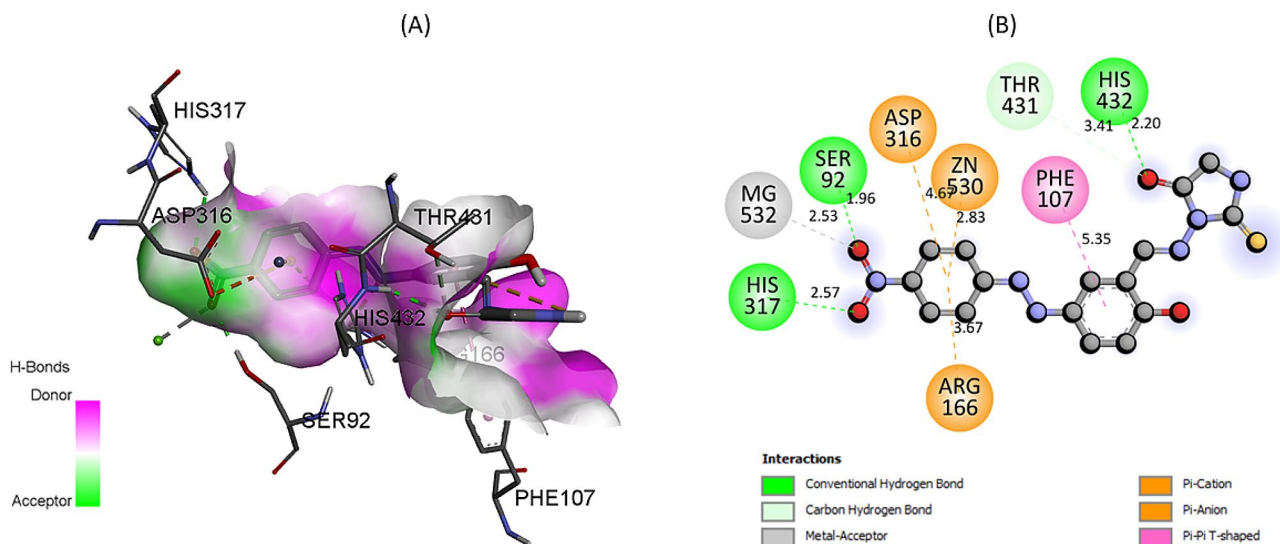 (A)
HIS317
ASP316
THR431
HIS432
SER92
PHE107
H-Bonds
Donor
Acceptor
(B)
THR
431
HIS
432
ASP
316
SER
92
ZN
530
PHE
107
MG
532
HIS
317
ARG
166
3.41
2.20
4.67
1.96
2.53
2.83
5.35
2.57
3.67
Interactions
Conventional Hydrogen Bond
Carbon Hydrogen Bond
Metal-Acceptor
Pi-Cation
Pi-Anion
Pi-Pi T-shaped